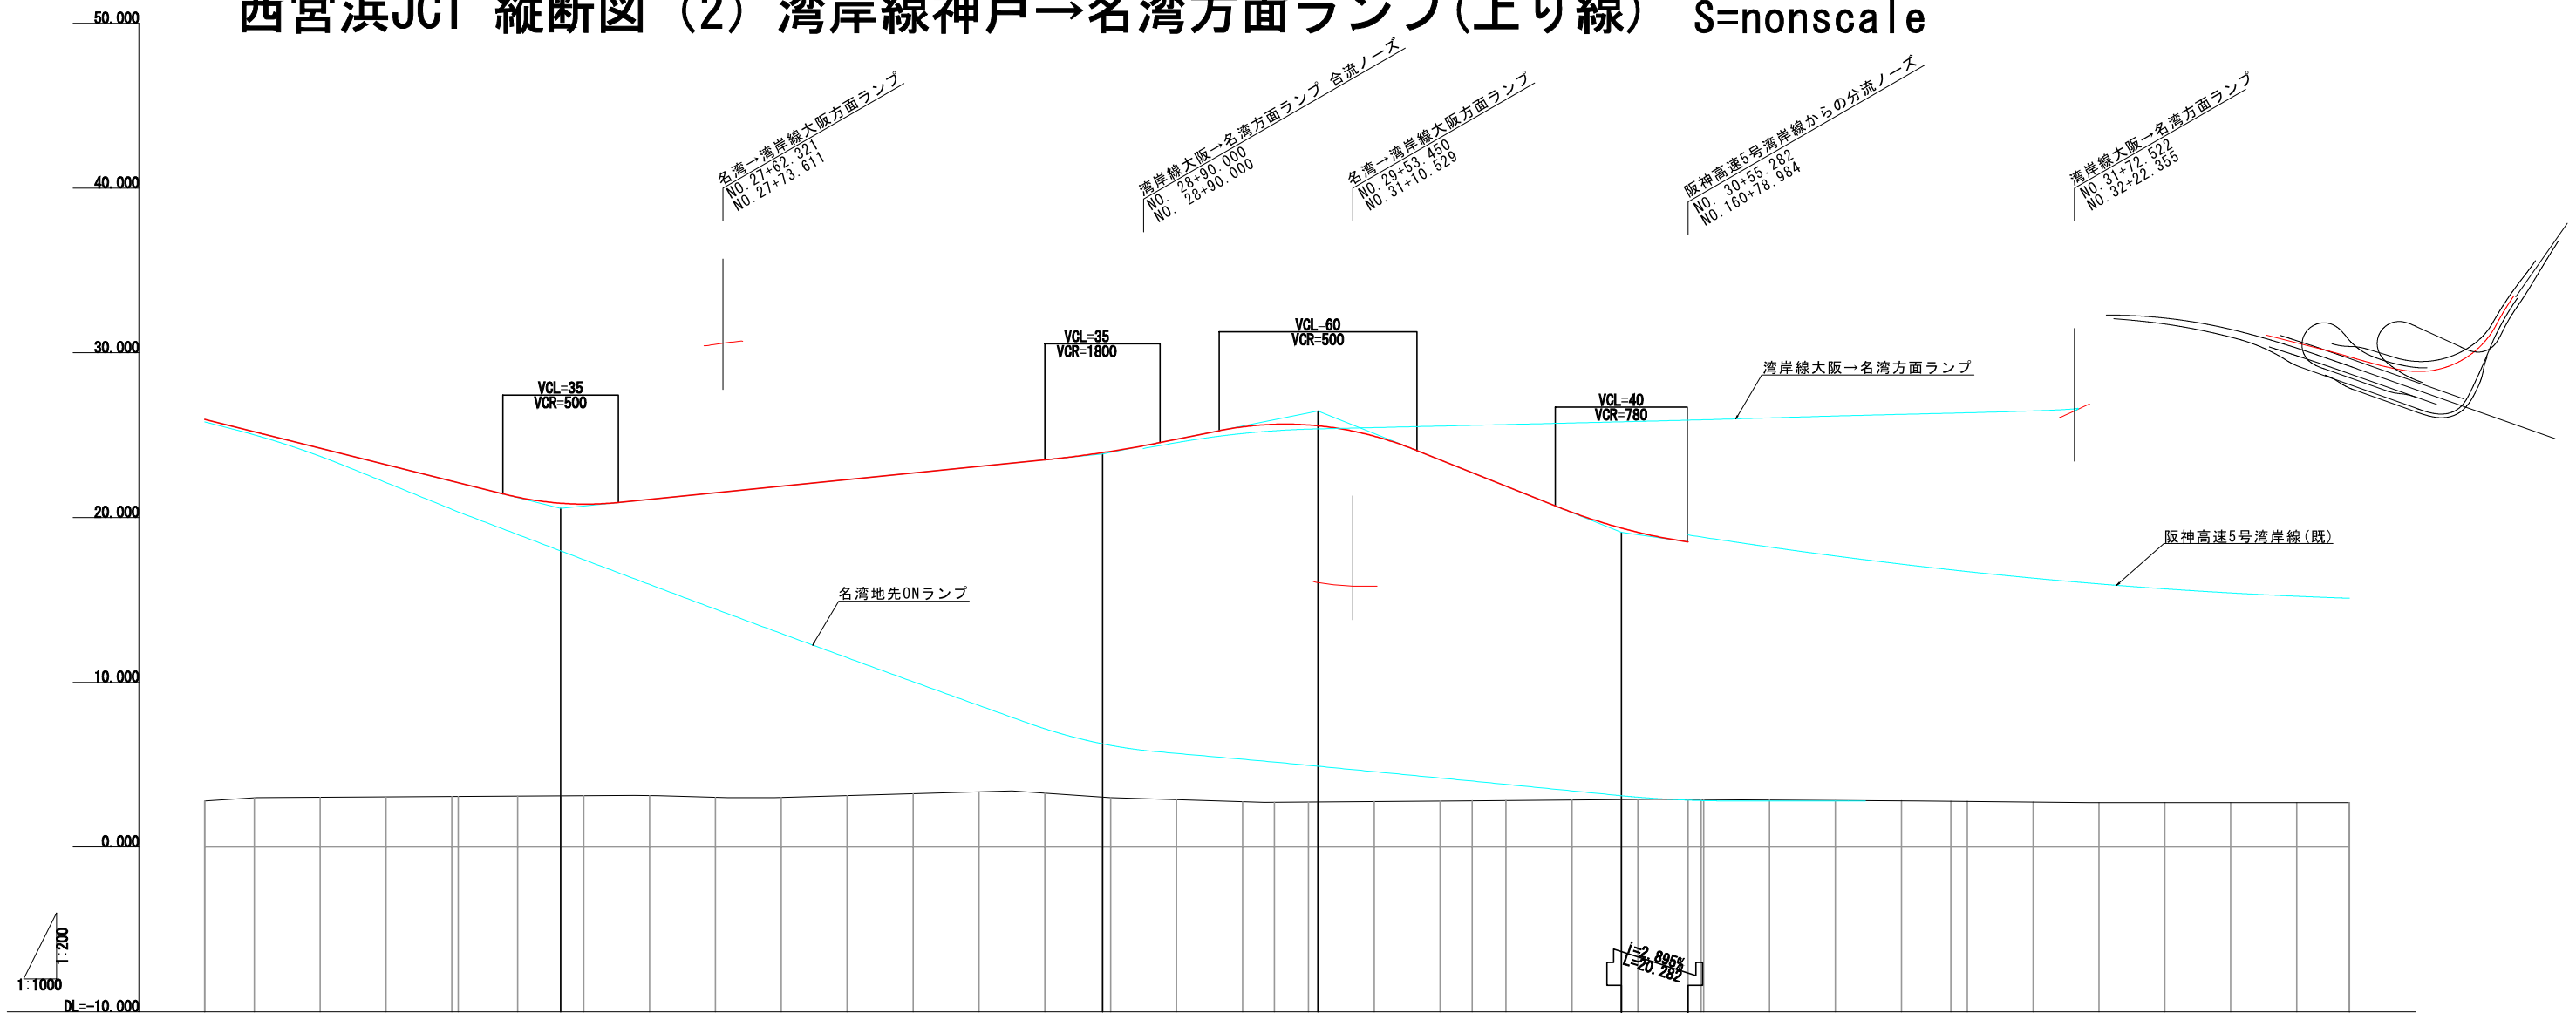 西宮浜JCT 縦断図 (2) 湾岸線神戸→名湾方面ランプ(上り線) S=nonscale
50.000
40.000
30.000
20.000
10.000
0.000
DL=-10.000
1:200
1:1000
名湾→湾岸線大阪方面ランプ
NO.27+62.321
NO.27+73.611
湾岸線大阪→名湾方面ランプ 合流ノーズ
NO. 28+90.000
NO. 28+90.000
名湾→湾岸線大阪方面ランプ
NO.29+53.450
NO.31+10.529
阪神高速5号湾岸線からの分流ノーズ
NO. 30+55.282
NO.160+78.984
湾岸線大阪→名湾方面ランプ
NO.31+72.522
NO.32+22.355
VCL=35
VCR=500
VCL=35
VCR=1800
VCL=60
VCR=500
VCL=40
VCR=780
湾岸線大阪→名湾方面ランプ
阪神高速5号湾岸線(既)
名湾地先ONランプ
i=2.895%
L=20.282